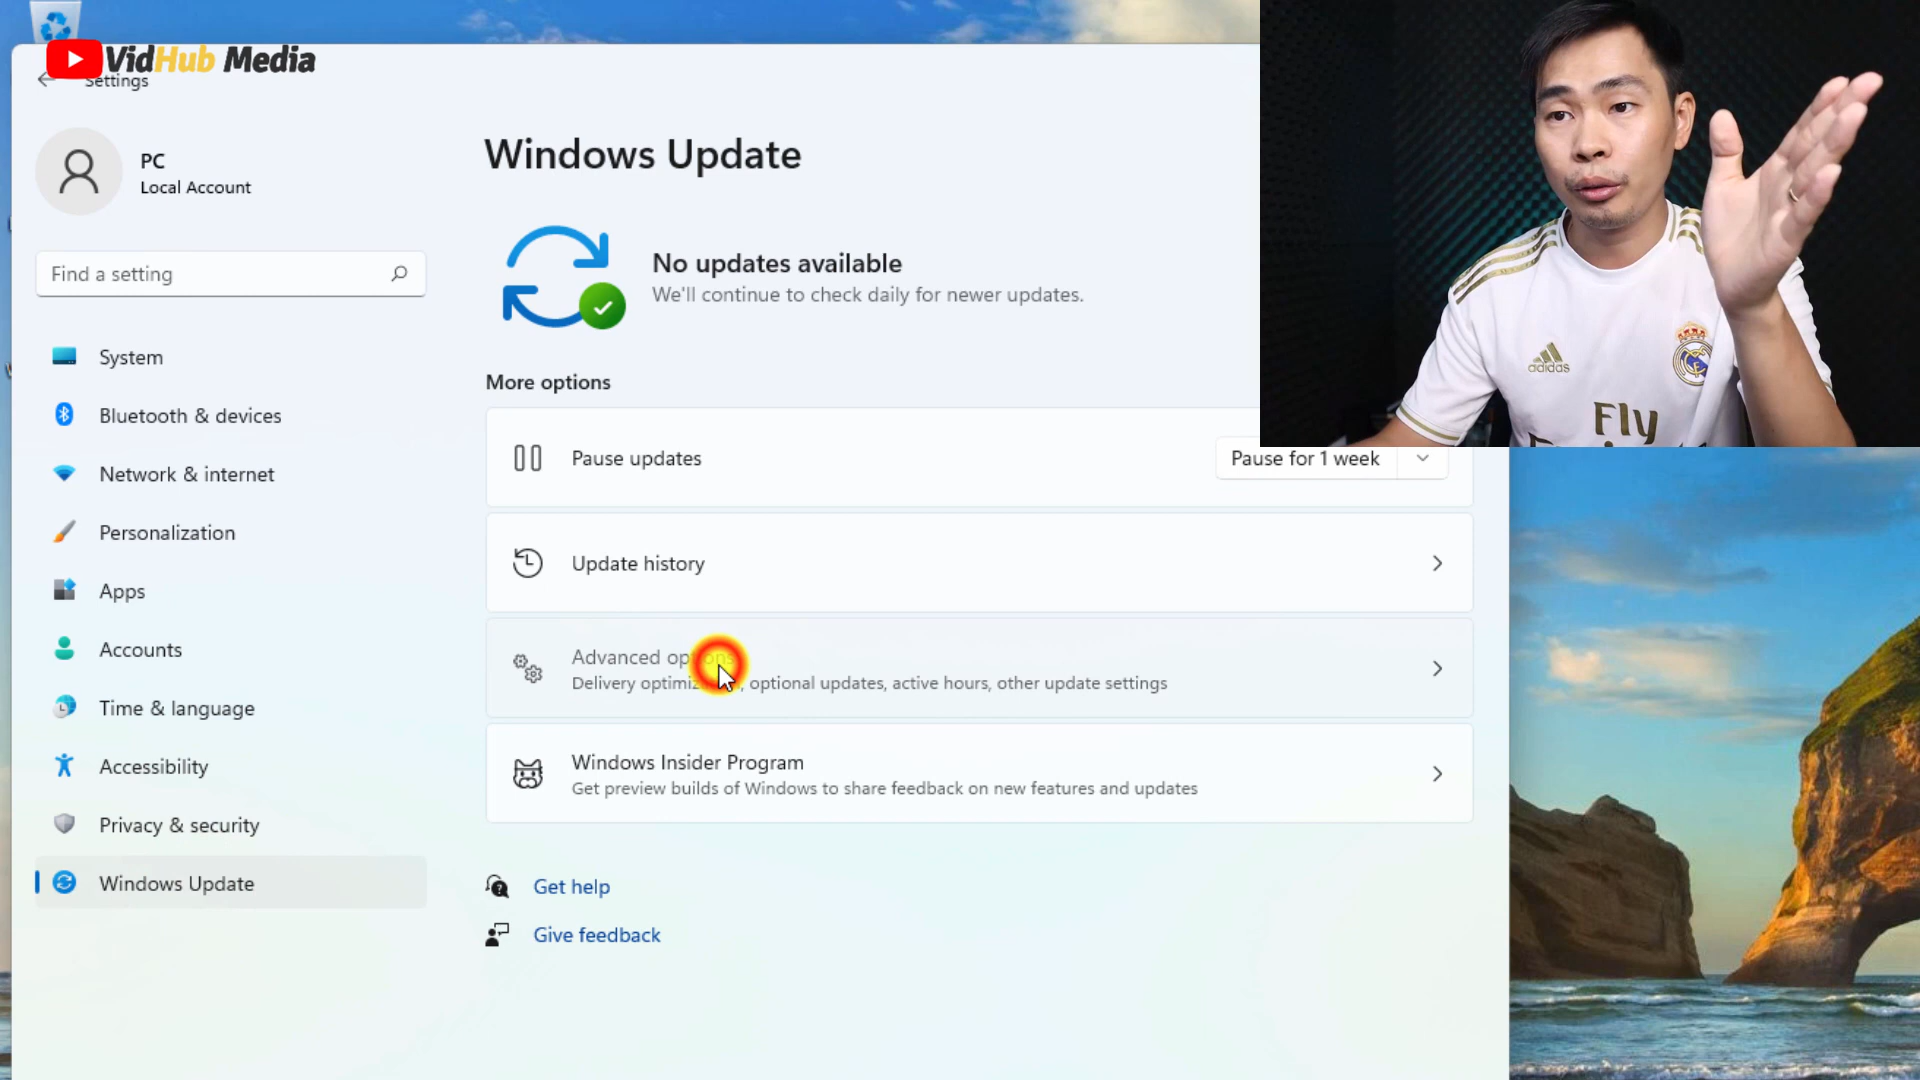 VidHub Media
Settings
PC
Local Account
Find a setting
System
Bluetooth & devices
Network & internet
Personalization
Apps
Accounts
Time & language
Accessibility
Privacy & security
Windows Update
Windows Update
No updates available
We'll continue to check daily for newer updates.
More options
Pause updates
Pause for 1 week
Update history
Advanced options
Delivery optimiz , optional updates, active hours, other update settings
Windows Insider Program
Get preview builds of Windows to share feedback on new features and updates
Get help
Give feedback
adidas
Fly